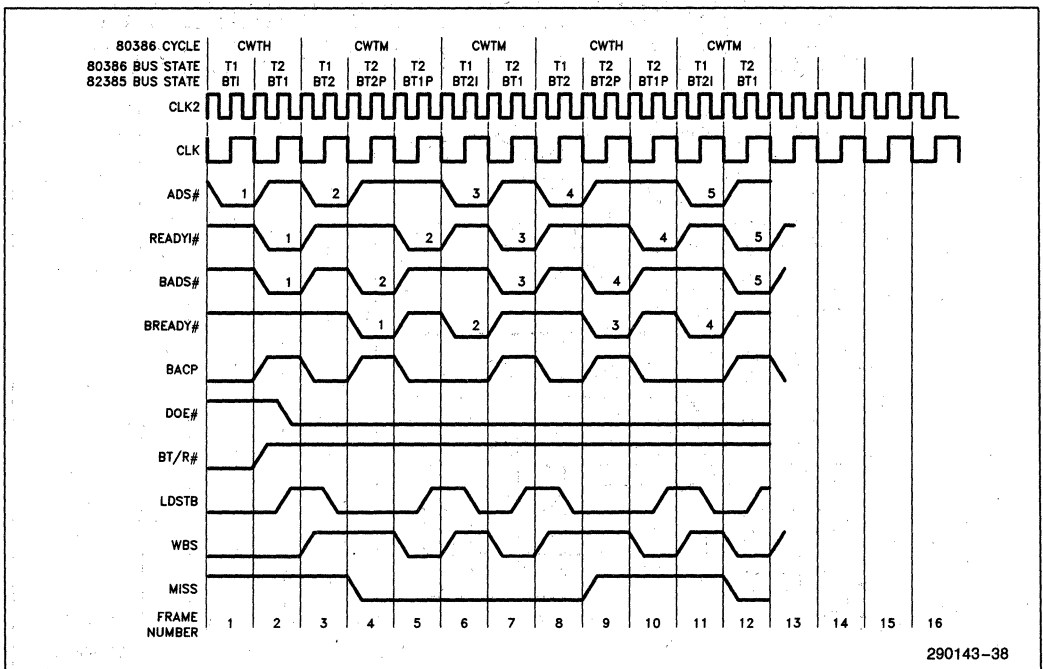 80386 CYCLE CWTH CWTM CWTM CWTH CWTM
80386 BUS STATE T1 T2 T1 T2 T2 T1 T2 T1 T2 T2 T1 T2
82385 BUS STATE BTI BT1 BT2 BT2P BT1P BT2I BT1 BT2 BT2P BT1P BT2I BT1
CLK2
CLK
ADS# 1 2 3 4 5
READYI# 1 2 3 4 5
BADS# 1 2 3 4 5
BREADY# 1 2 3 4
BACP
DOE#
BT/R#
LDSTB
WBS
MISS
FRAME
NUMBER 1 2 3 4 5 6 7 8 9 10 11 12 13 14 15 16
290143-38